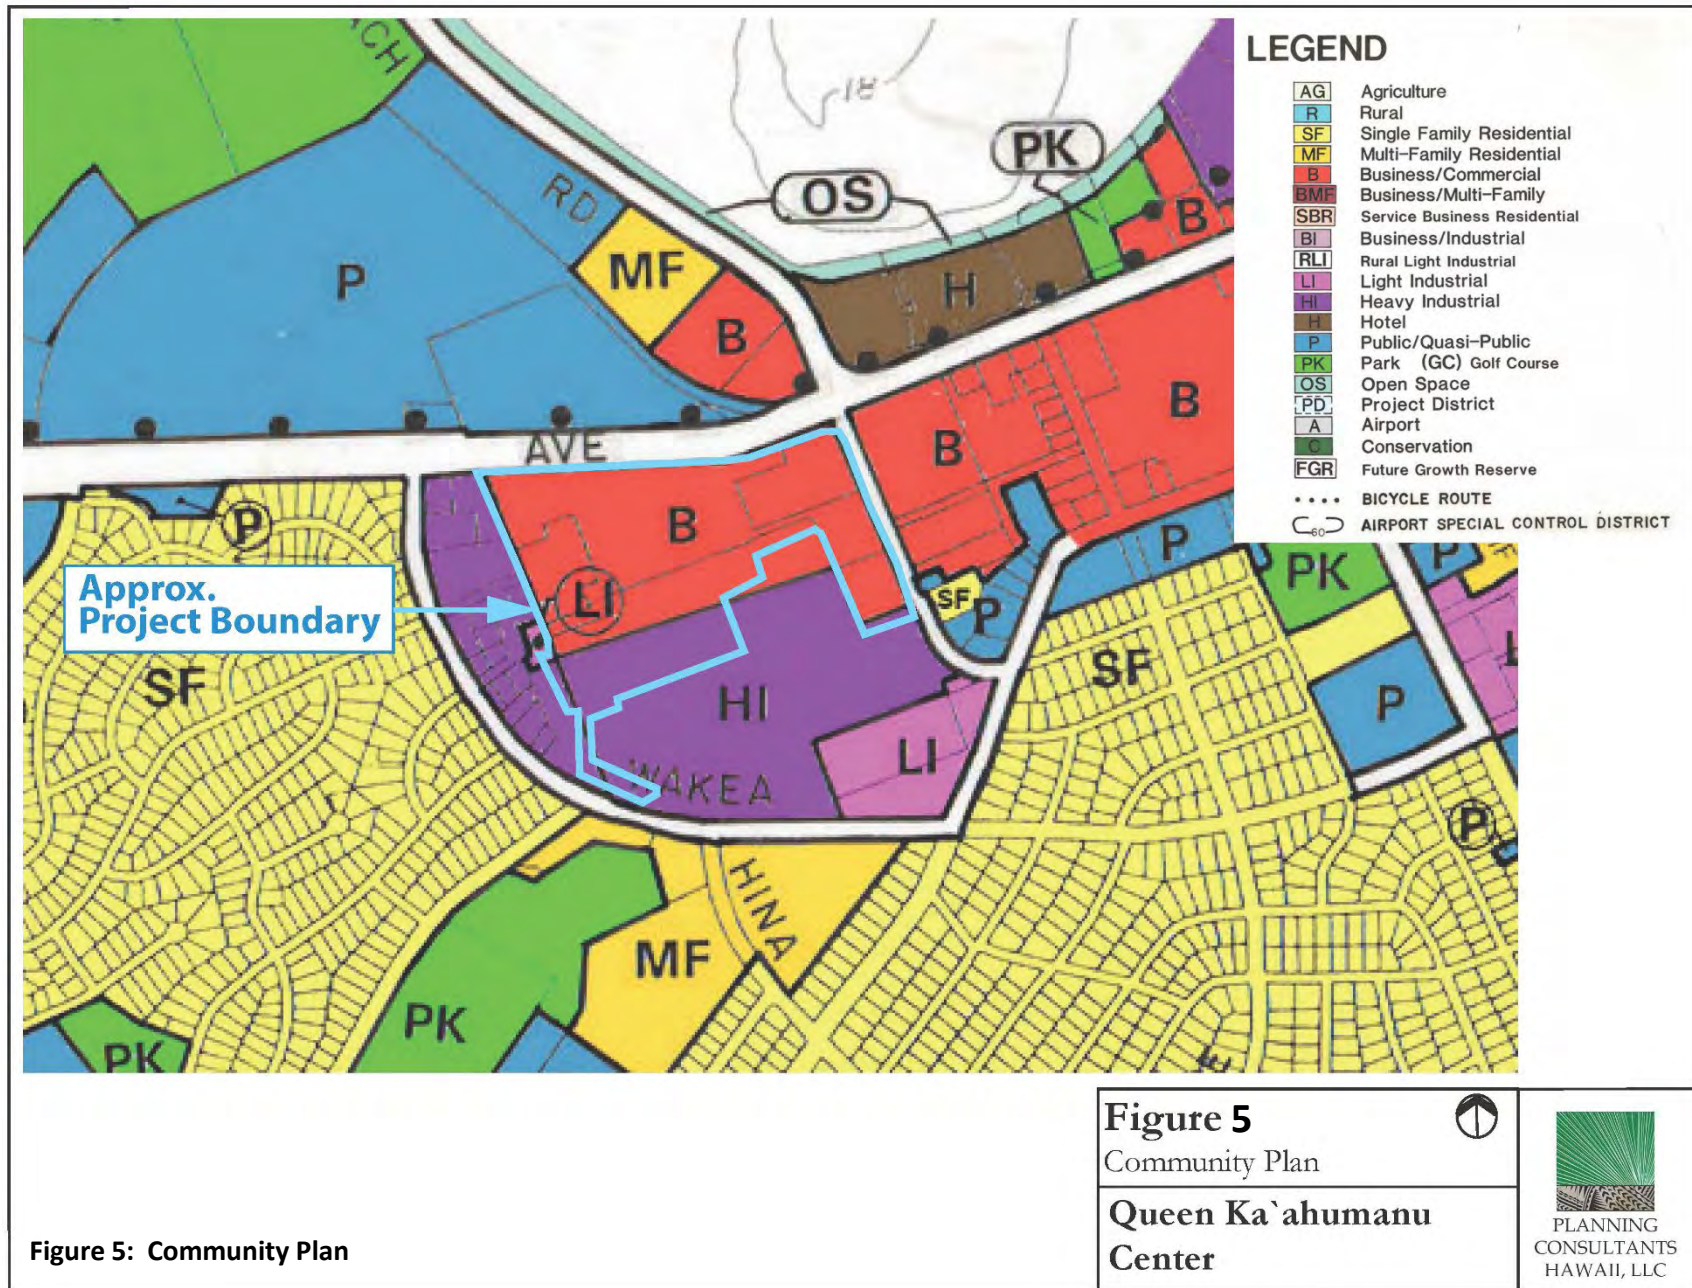 ACH
RD
P
MF
B
OS
PK
H
B
18
LEGEND
AG Agriculture
R Rural
SF Single Family Residential
MF Multi-Family Residential
B Business/Commercial
BMF Business/Multi-Family
SBR Service Business Residential
BI Business/Industrial
RLI Rural Light Industrial
LI Light Industrial
HI Heavy Industrial
H Hotel
P Public/Quasi-Public
PK Park (GC) Golf Course
OS Open Space
PD Project District
A Airport
C Conservation
FGR Future Growth Reserve
BICYCLE ROUTE
60 AIRPORT SPECIAL CONTROL DISTRICT
AVE
B
B
B
P
P
P
PK
Approx.
Project Boundary
LI
SF
P
SF
HI
SF
P
LI
WAKEA
P
HINA
MF
PK
PK
Figure 5
Community Plan
Queen Ka`ahumanu
Center
PLANNING
CONSULTANTS
HAWAII, LLC
Figure 5: Community Plan